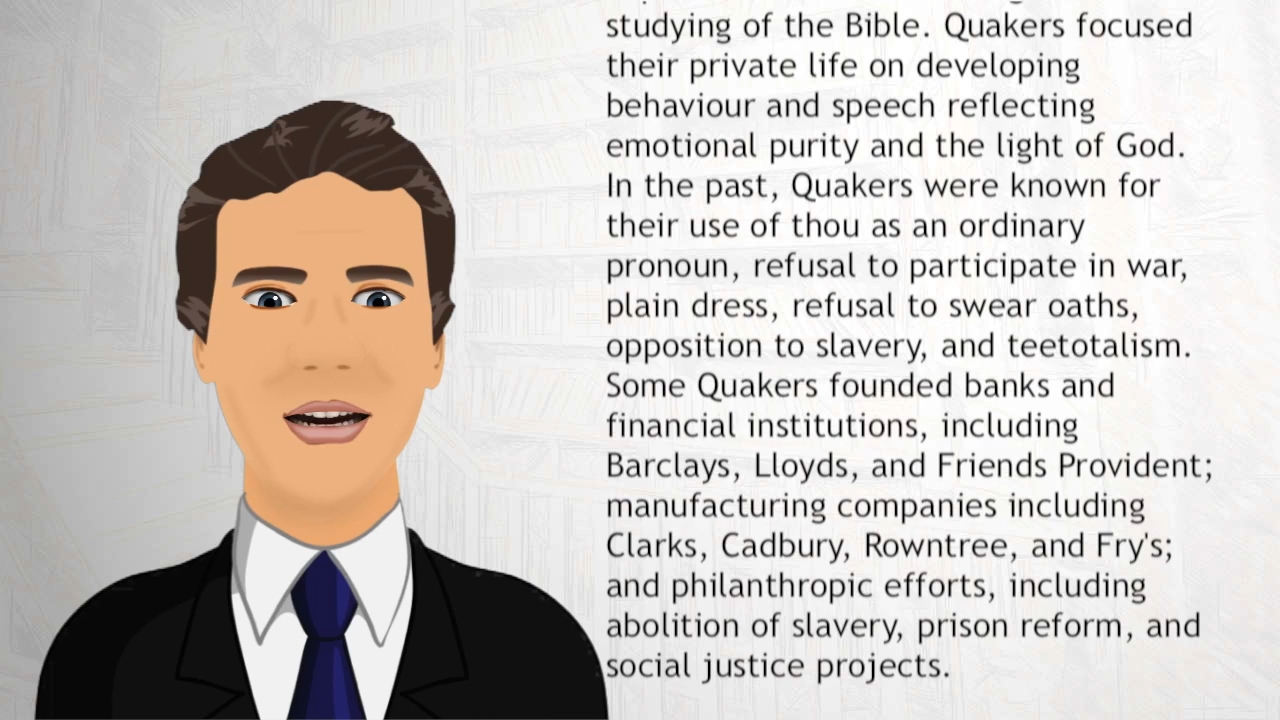 studying of the Bible. Quakers focused
their private life on developing
behaviour and speech reflecting
emotional purity and the light of God.
In the past, Quakers were known for
their use of thou as an ordinary
pronoun, refusal to participate in war,
plain dress, refusal to swear oaths,
opposition to slavery, and teetotalism.
Some Quakers founded banks and
financial institutions, including
Barclays, Lloyds, and Friends Provident;
manufacturing companies including
Clarks, Cadbury, Rowntree, and Fry's;
and philanthropic efforts, including
abolition of slavery, prison reform, and
social justice projects.